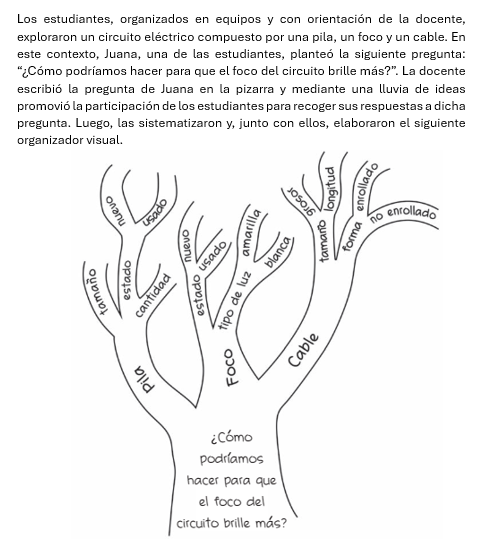 Los estudiantes, organizados en equipos y con orientación de la docente,
exploraron un circuito eléctrico compuesto por una pila, un foco y un cable. En
este contexto, Juana, una de las estudiantes, planteó la siguiente pregunta:
“¿Cómo podríamos hacer para que el foco del circuito brille más?”. La docente
escribió la pregunta de Juana en la pizarra y mediante una lluvia de ideas
promovió la participación de los estudiantes para recoger sus respuestas a dicha
pregunta. Luego, las sistematizaron y, junto con ellos, elaboraron el siguiente
organizador visual.
nuevo
usado
tamaño
estado
cantidad
Pila
nuevo
usado
estado
amarilla
blanca
tipo de luz
Foco
grosor
longitud
tamaño
enrollado
no enrollado
forma
Cable
¿Cómo
podríamos
hacer para que
el foco del
circuito brille más?